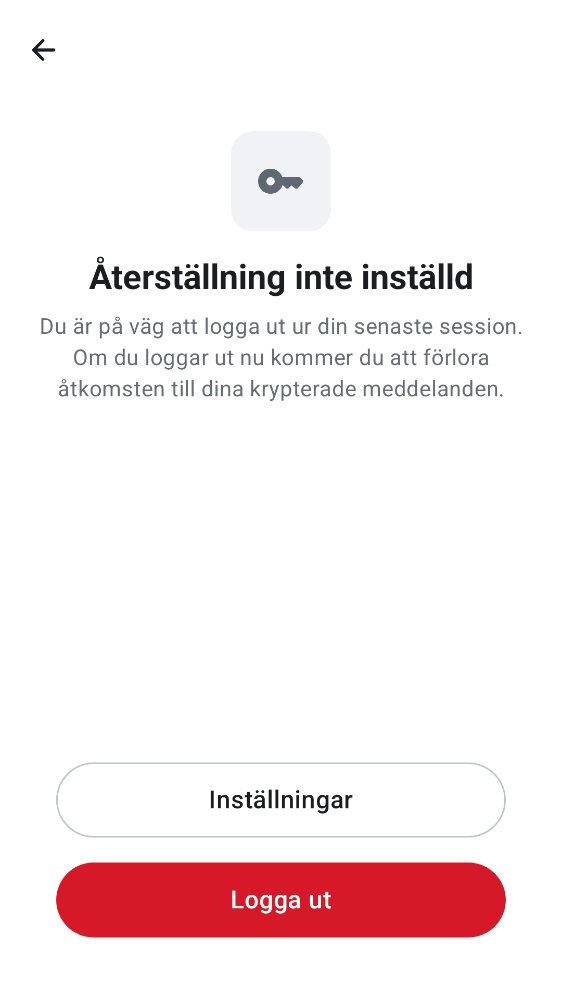 Återställning inte inställd
Du är på väg att logga ut ur din senaste session.
Om du loggar ut nu kommer du att förlora
åtkomsten till dina krypterade meddelanden.
Inställningar
Logga ut